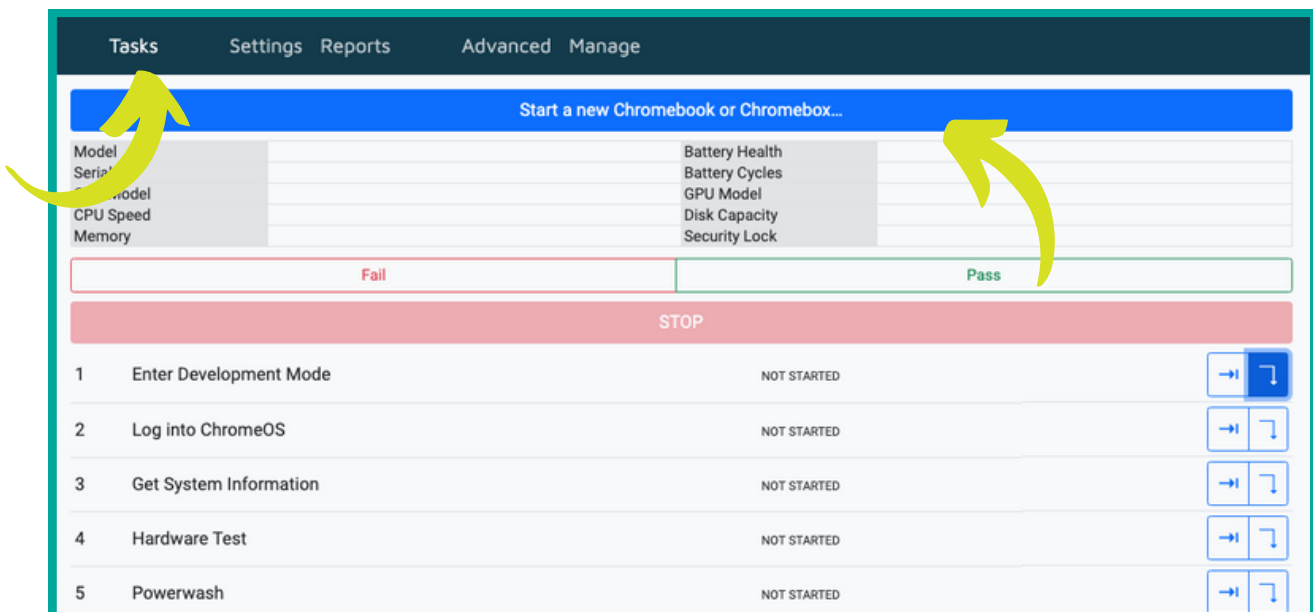 Tasks Settings Reports Advanced Manage
Start a new Chromebook or Chromebox...
Model Battery Health
Serial Battery Cycles
Model GPU Model
CPU Speed Disk Capacity
Memory Security Lock
Fail Pass
STOP
1 Enter Development Mode NOT STARTED
2 Log into ChromeOS NOT STARTED
3 Get System Information NOT STARTED
4 Hardware Test NOT STARTED
5 Powerwash NOT STARTED